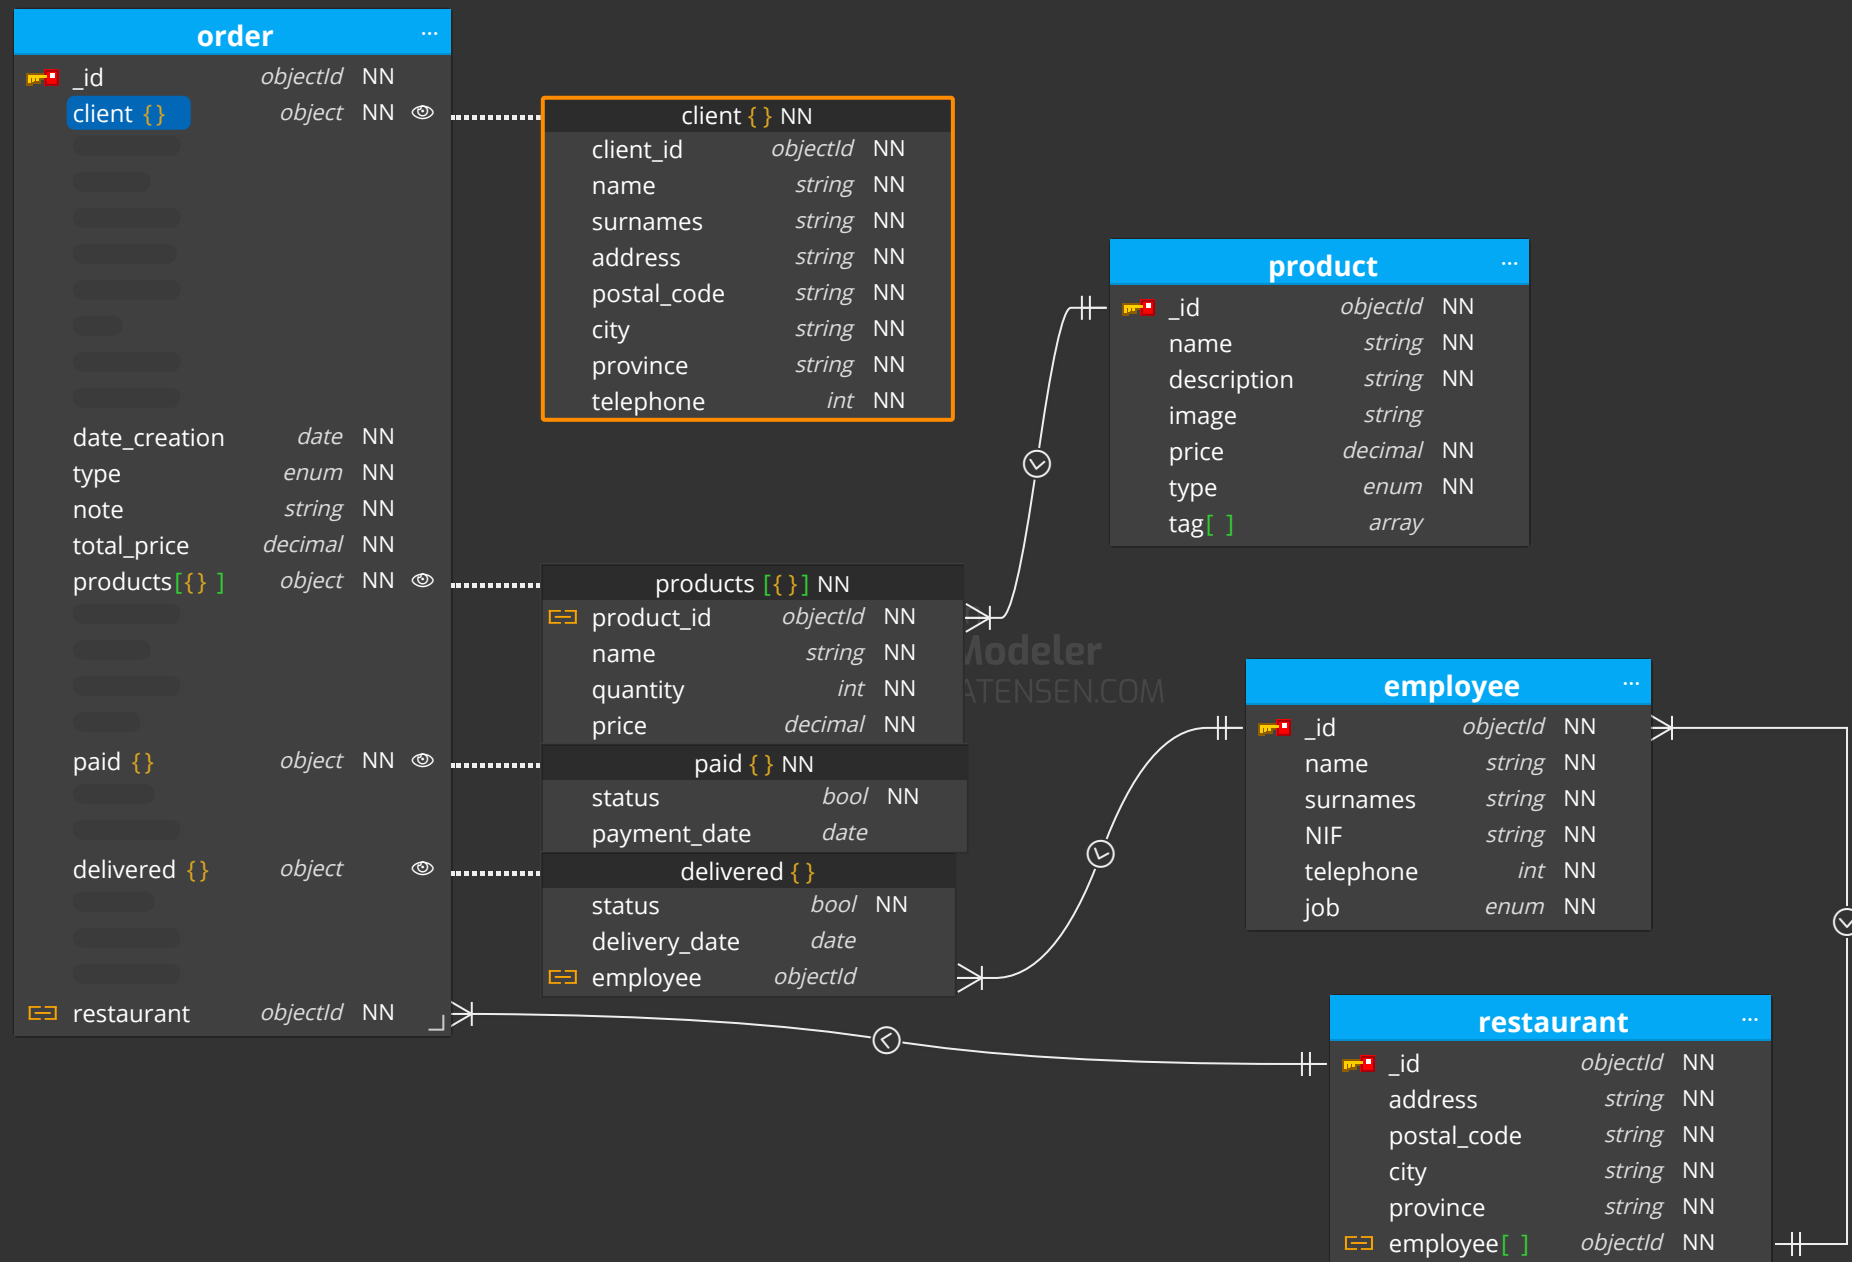 order ...
_id objectId NN
client {} object NN
date_creation date NN
type enum NN
note string NN
total_price decimal NN
products[{} ] object NN
paid {} object NN
delivered {} object
restaurant objectId NN
client {} NN
client_id objectId NN
name string NN
surnames string NN
address string NN
postal_code string NN
city string NN
province string NN
telephone int NN
products [{}] NN
product_id objectId NN
name string NN
quantity int NN
price decimal NN
paid {} NN
status bool NN
payment_date date
delivered {}
status bool NN
delivery_date date
employee objectId
product ...
_id objectId NN
name string NN
description string NN
image string
price decimal NN
type enum NN
tag[ ] array
Modeler
ATENSEN.COM
employee ...
_id objectId NN
name string NN
surnames string NN
NIF string NN
telephone int NN
job enum NN
restaurant ...
_id objectId NN
address string NN
postal_code string NN
city string NN
province string NN
employee[ ] objectId NN